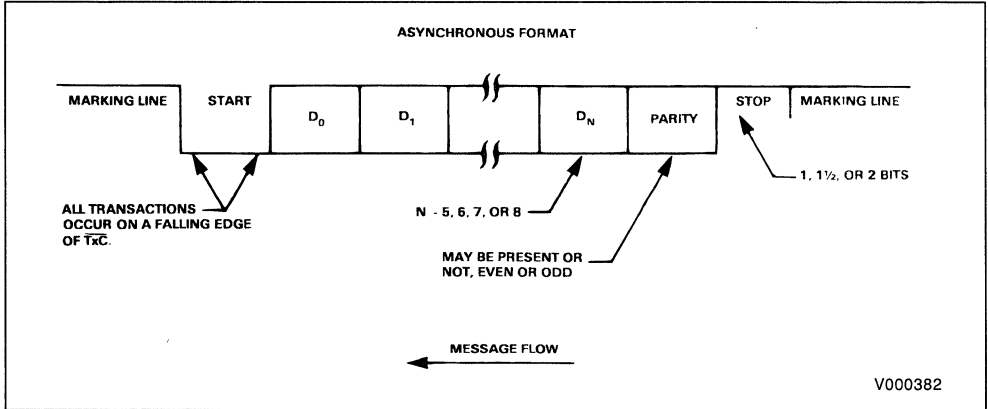 ASYNCHRONOUS FORMAT
MARKING LINE
START
D0
D1
DN
PARITY
STOP
MARKING LINE
1, 1½, OR 2 BITS
ALL TRANSACTIONS
OCCUR ON A FALLING EDGE
OF T̅x̅C̅.
N - 5, 6, 7, OR 8
MAY BE PRESENT OR
NOT, EVEN OR ODD
MESSAGE FLOW
V000382